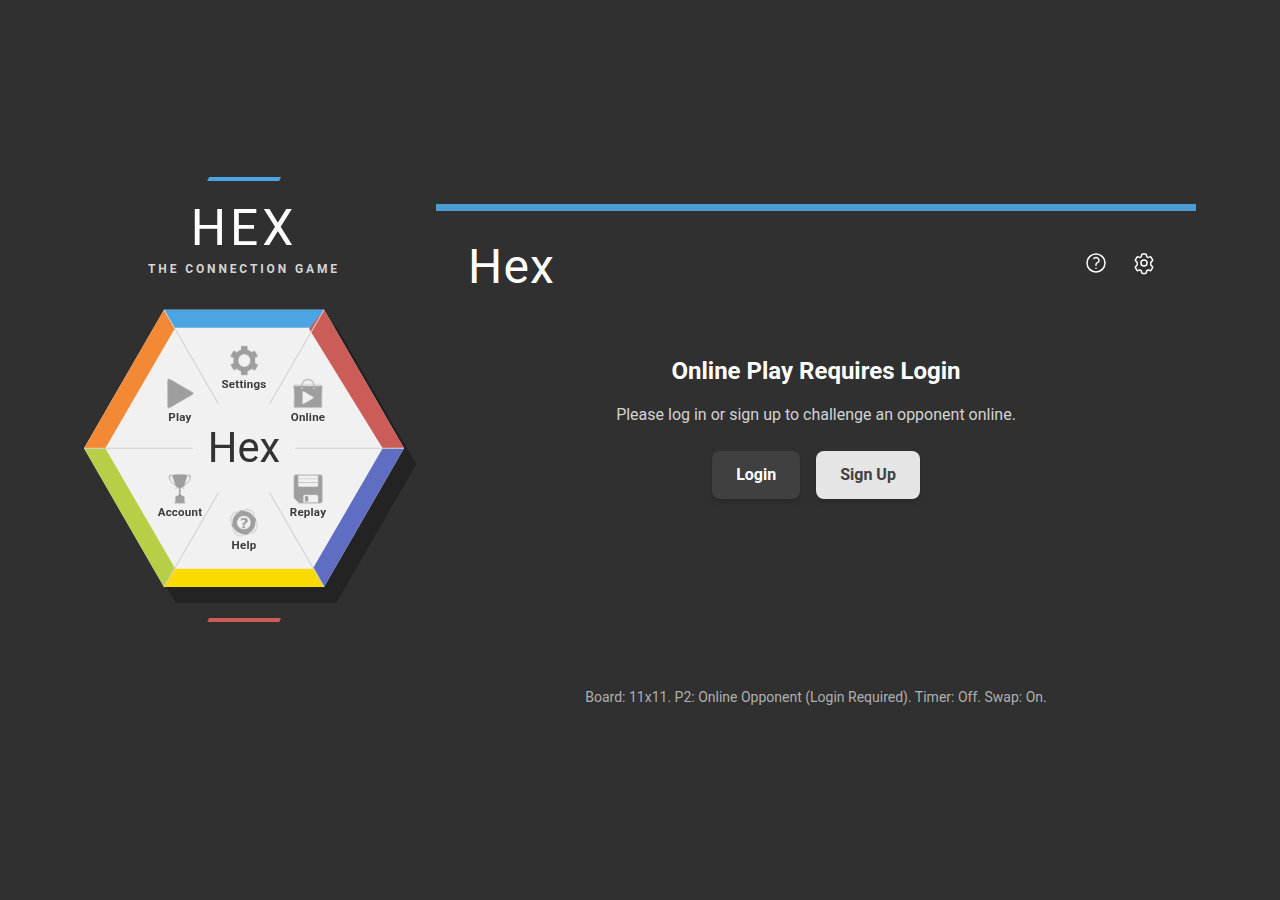 HEX
THE CONNECTION GAME
Settings
Play
Online
Hex
Account
Replay
Help
Hex
Online Play Requires Login
Please log in or sign up to challenge an opponent online.
Login
Sign Up
Board: 11x11. P2: Online Opponent (Login Required). Timer: Off. Swap: On.